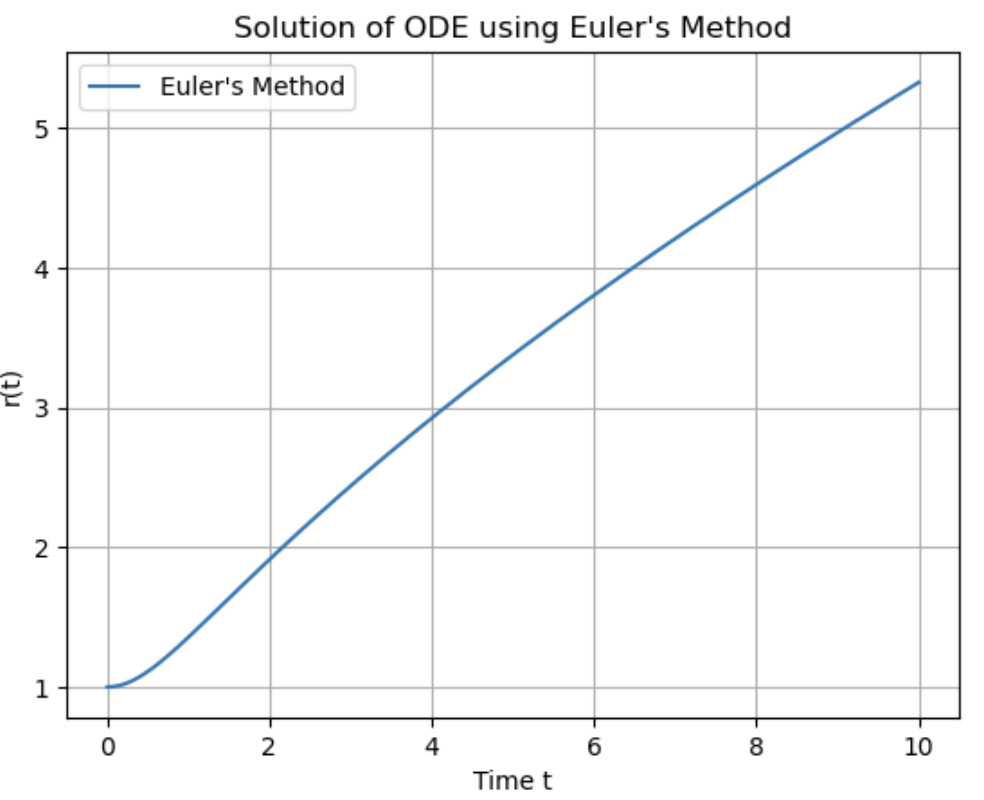 Solution of ODE using Euler's Method
Euler's Method
5
4
3
2
1
r(t)
0 2 4 6 8 10
Time t